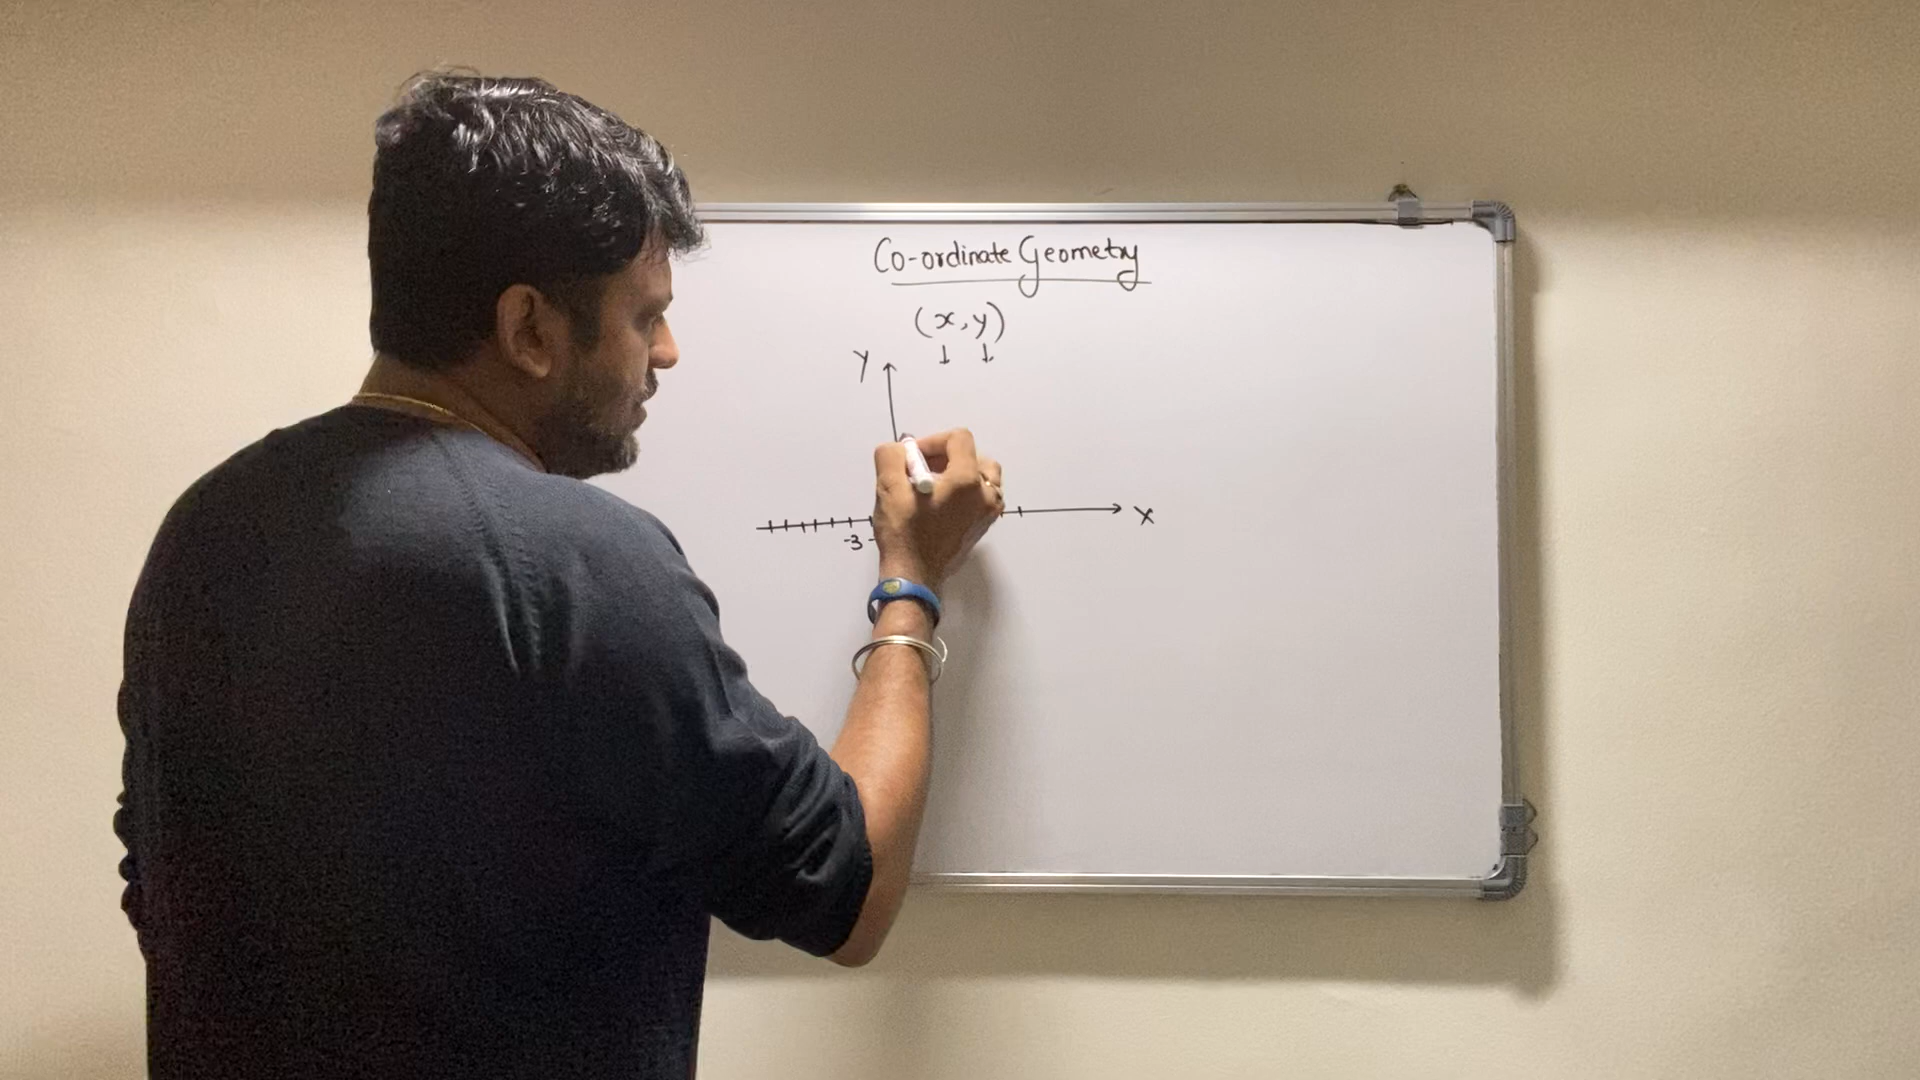 Co-ordinate Geometry
(x, y)
Y
X
-3 -